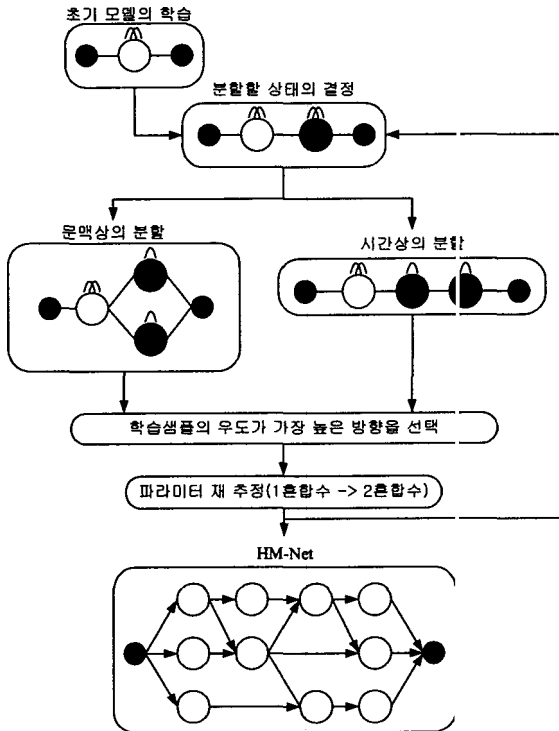 초기 모델의 학습
분할할 상태의 결정
문맥상의 분할
시간상의 분할
학습샘플의 우도가 가장 높은 방향을 선택
파라미터 재 추정(1혼합수 -> 2혼합수)
HM-Net